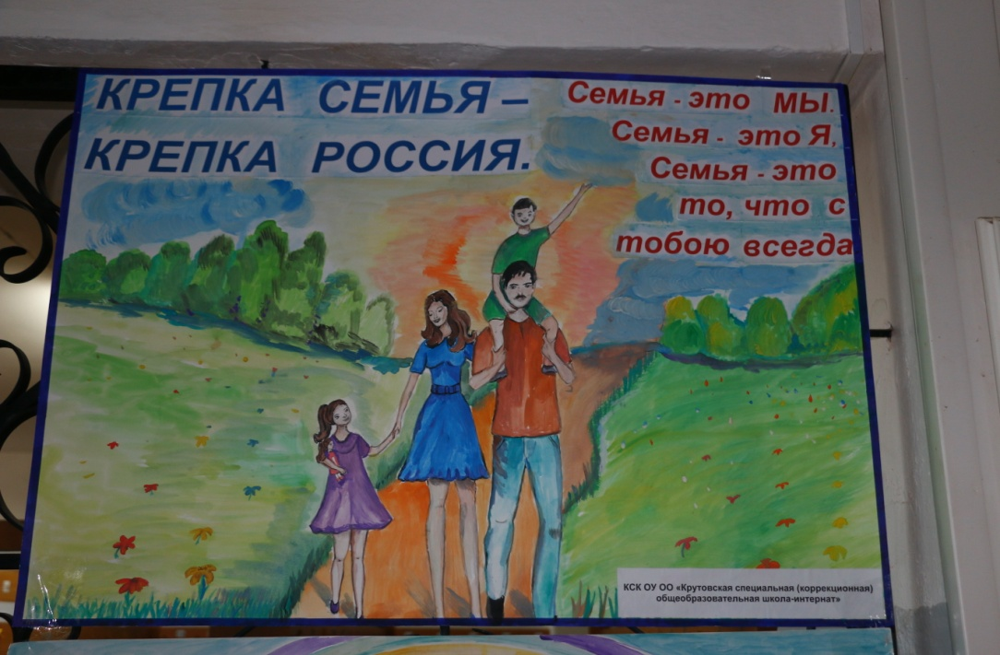 КРЕПКА СЕМЬЯ –
КРЕПКА РОССИЯ.
Семья - это МЫ.
Семья - это Я,
Семья - это
то, что с
тобою всегда
КСК ОУ ОО «Крутовская специальная (коррекционная)
общеобразовательная школа-интернат»